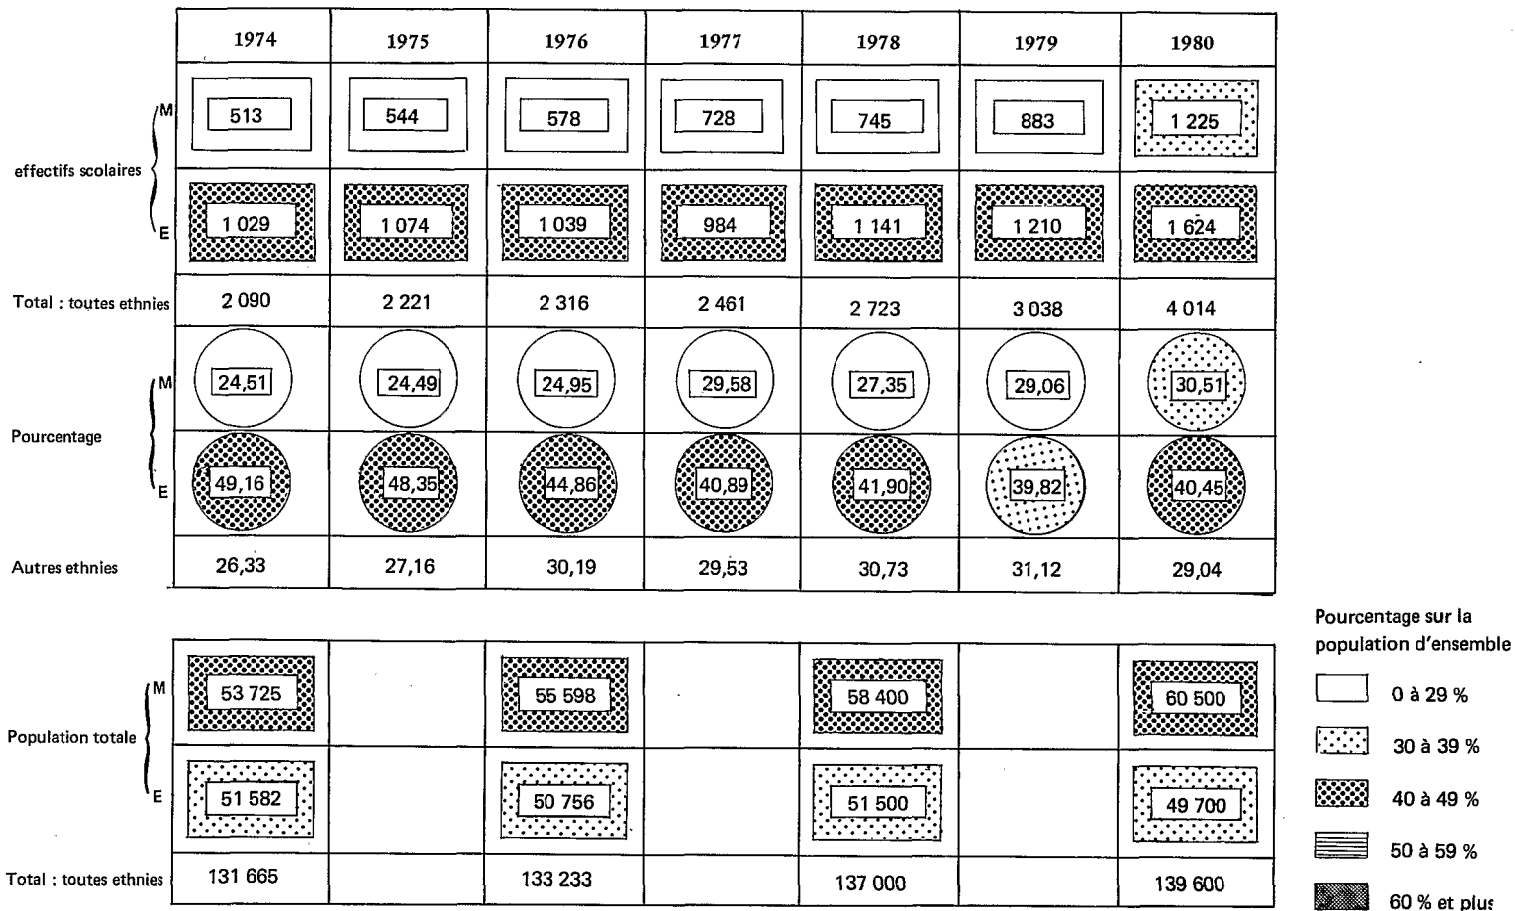 1974 1975 1976 1977 1978 1979 1980
M 513 544 578 728 745 883 1 225
effectifs scolaires
E 1 029 1 074 1 039 984 1 141 1 210 1 624
Total : toutes ethnies 2 090 2 221 2 316 2 461 2 723 3 038 4 014
M 24,51 24,49 24,95 29,58 27,35 29,06 30,51
Pourcentage
E 49,16 48,35 44,86 40,89 41,90 39,82 40,45
Autres ethnies 26,33 27,16 30,19 29,53 30,73 31,12 29,04
M 53 725 55 598 58 400 60 500
Population totale
E 51 582 50 756 51 500 49 700
Total : toutes ethnies 131 665 133 233 137 000 139 600
Pourcentage sur la
population d'ensemble
0 à 29 %
30 à 39 %
40 à 49 %
50 à 59 %
60 % et plus